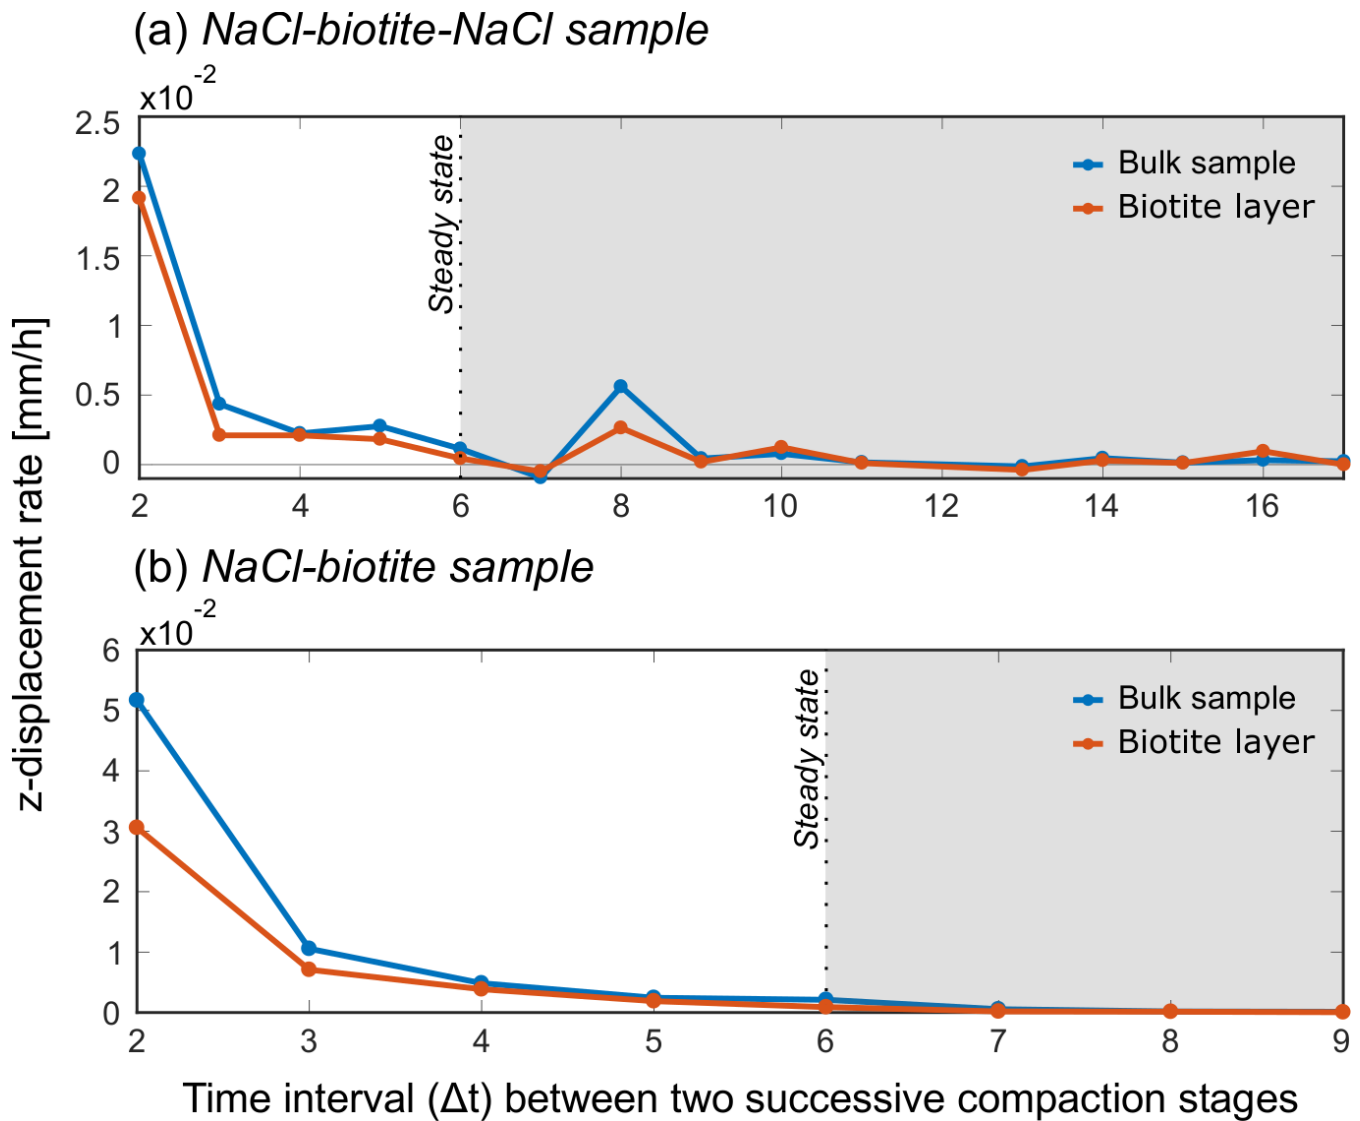 (a) NaCl-biotite-NaCl sample
x10-2
2.5
2
1.5
1
0.5
0
Steady state
Bulk sample
Biotite layer
2 4 6 8 10 12 14 16
z-displacement rate [mm/h]
(b) NaCl-biotite sample
x10-2
6
5
4
3
2
1
0
Steady state
Bulk sample
Biotite layer
2 3 4 5 6 7 8 9
Time interval (Δt) between two successive compaction stages